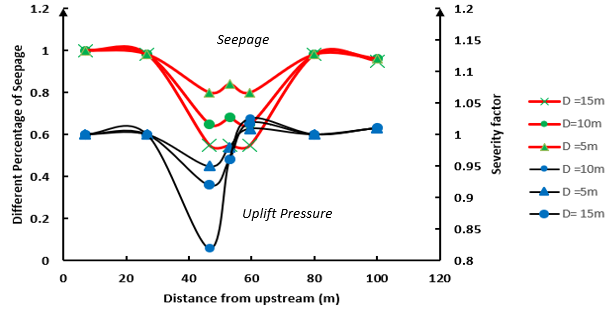 1.2
1
0.8
0.6
0.4
0.2
0
Different Percentage of Seepage
Seepage
Uplift Pressure
0 20 40 60 80 100 120
Distance from upstream (m)
1.2
1.15
1.1
1.05
1
0.95
0.9
0.85
0.8
Severity factor
D =15m
D=10m
D =5m
D =10m
D =5m
D= 15m